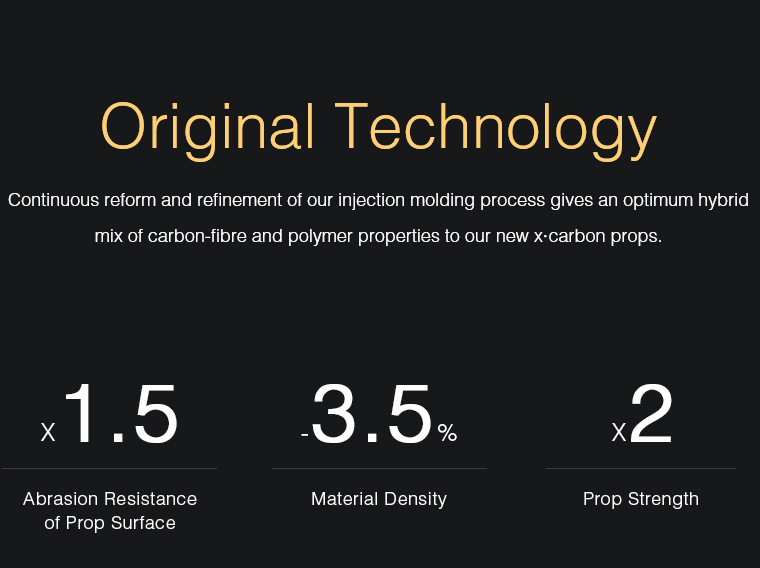 Original Technology
Continuous reform and refinement of our injection molding process gives an optimum hybrid
mix of carbon-fibre and polymer properties to our new x·carbon props.
x1.5
-3.5%
x2
Abrasion Resistance
of Prop Surface
Material Density
Prop Strength